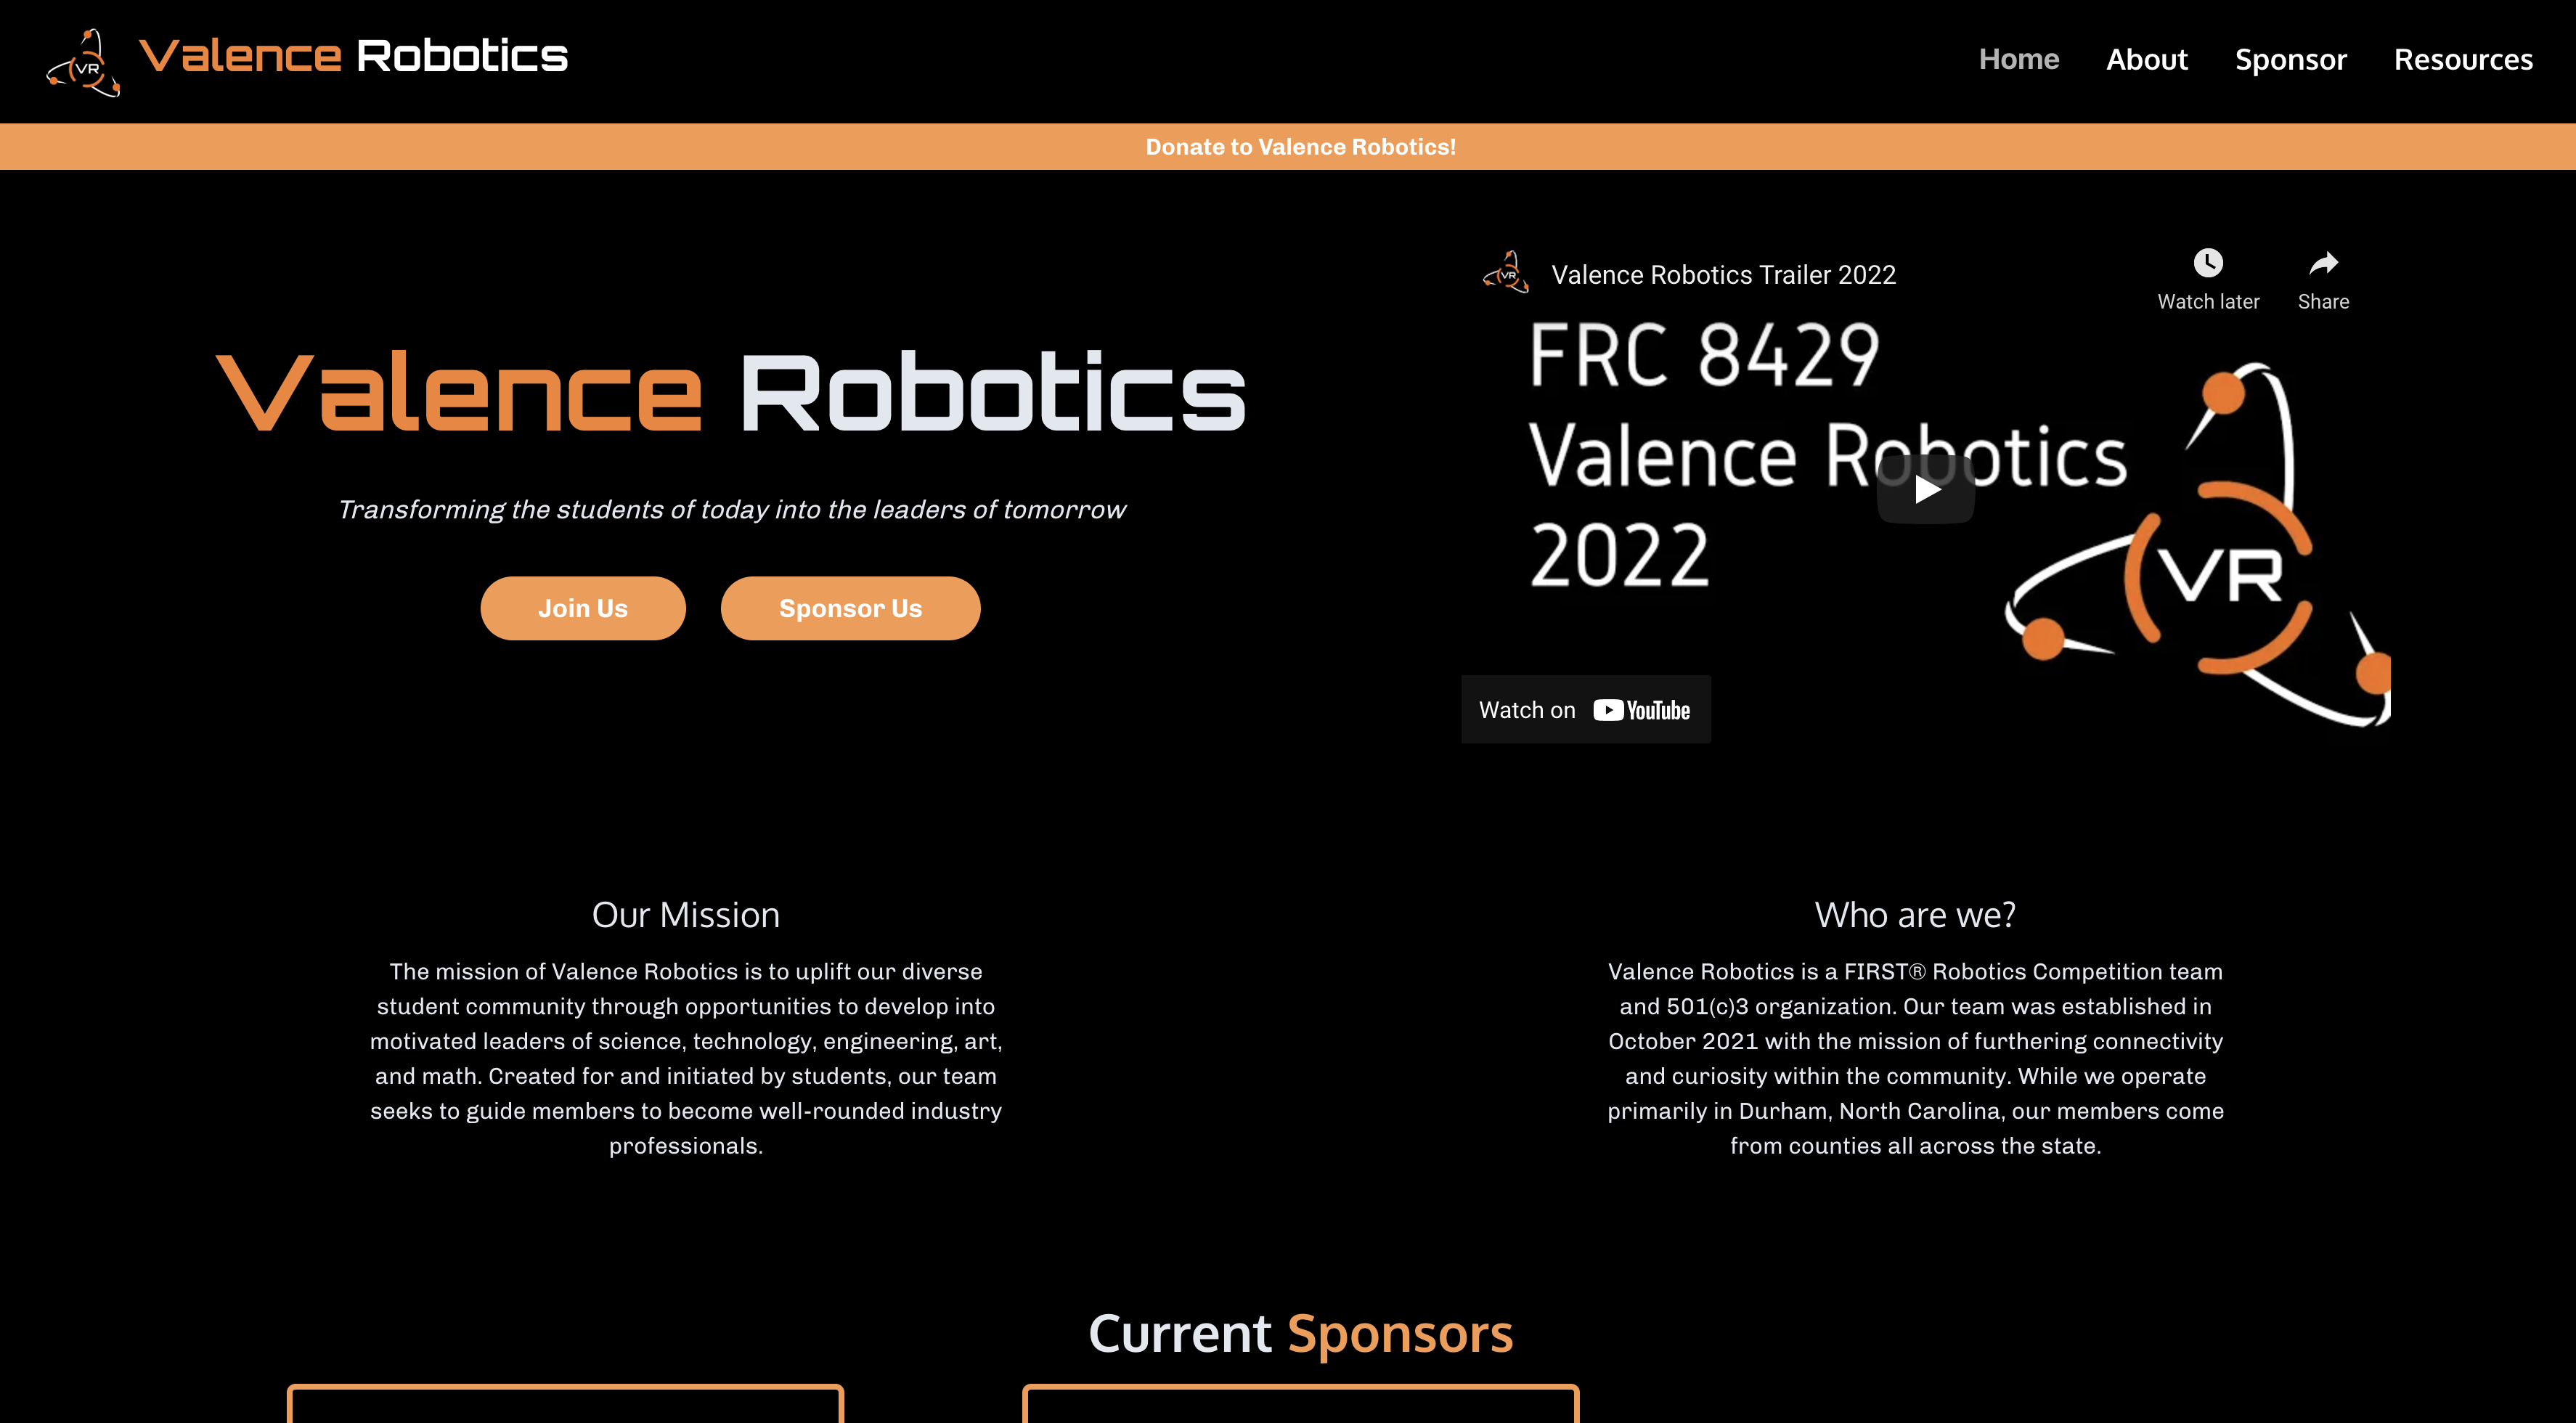 VR
Valence Robotics
Home
About
Sponsor
Resources
Donate to Valence Robotics!
Valence Robotics
Transforming the students of today into the leaders of tomorrow
Join Us
Sponsor Us
VR
Valence Robotics Trailer 2022
Watch later
Share
FRC 8429
Valence Robotics
2022
VR
Watch on YouTube
Our Mission
The mission of Valence Robotics is to uplift our diverse
student community through opportunities to develop into
motivated leaders of science, technology, engineering, art,
and math. Created for and initiated by students, our team
seeks to guide members to become well-rounded industry
professionals.
Who are we?
Valence Robotics is a FIRST® Robotics Competition team
and 501(c)3 organization. Our team was established in
October 2021 with the mission of furthering connectivity
and curiosity within the community. While we operate
primarily in Durham, North Carolina, our members come
from counties all across the state.
Current Sponsors